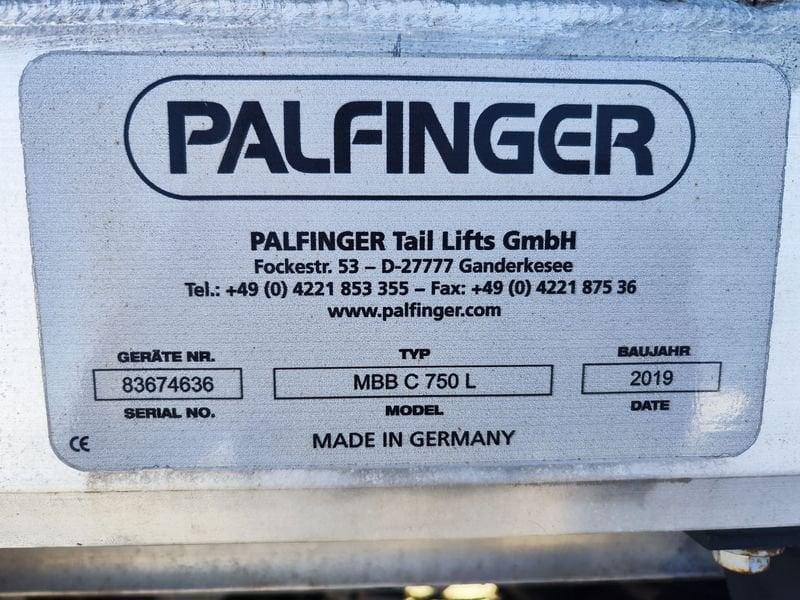 PALFINGER
PALFINGER Tail Lifts GmbH
Fockestr. 53 – D-27777 Ganderkesee
Tel.: +49 (0) 4221 853 355 – Fax: +49 (0) 4221 875 36
www.palfinger.com
GERÄTE NR. TYP BAUJAHR
83674636 MBB C 750 L 2019
SERIAL NO. MODEL DATE
CE MADE IN GERMANY